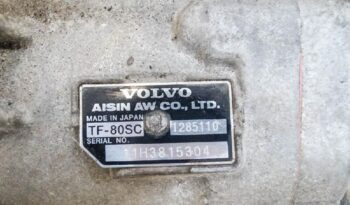 VOLVO
AISIN AW CO., LTD.
MADE IN JAPAN
TF-80SC 1285110
SERIAL NO.
11H3815304